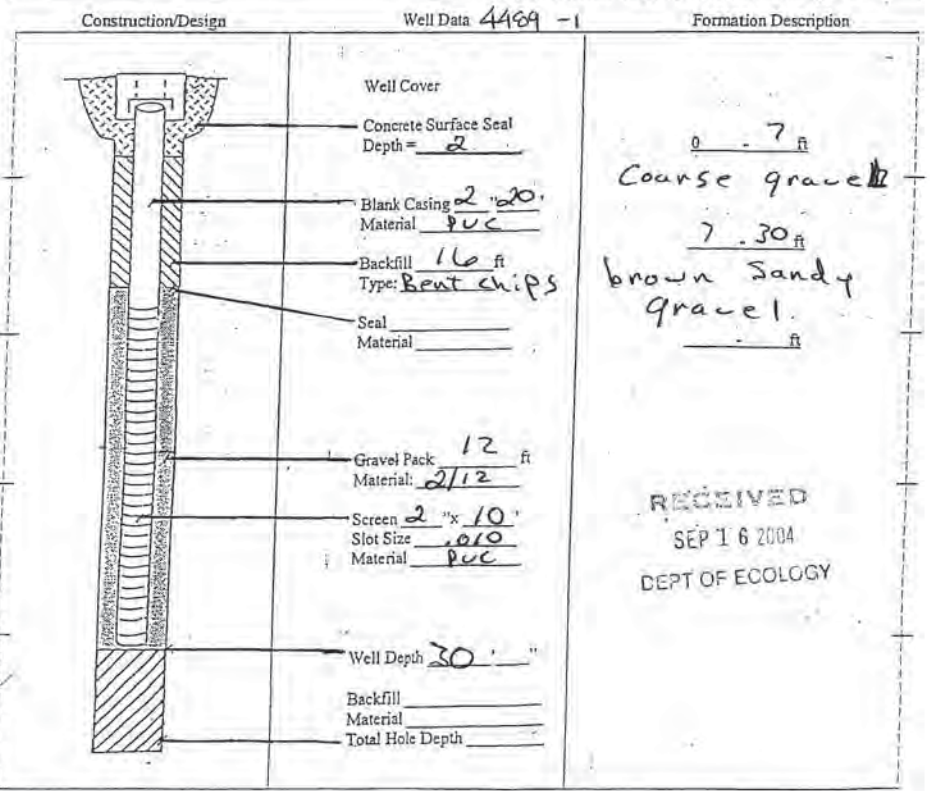 Construction/Design
Well Data 4489 -1
Formation Description
Well Cover
Concrete Surface Seal
Depth = 2
Blank Casing 2 "20'
Material PVC
Backfill 16 ft
Type: Bent chips
Seal
Material
Gravel Pack 12 ft
Material: 2/12
Screen 2 "x 10 '
Slot Size .010
Material PVC
Well Depth 30 ' "
Backfill
Material
Total Hole Depth
0 - 7 ft
Coarse gravel
7 - 30 ft
brown Sandy
gravel.
- ft
RECEIVED
SEP 16 2004
DEPT OF ECOLOGY